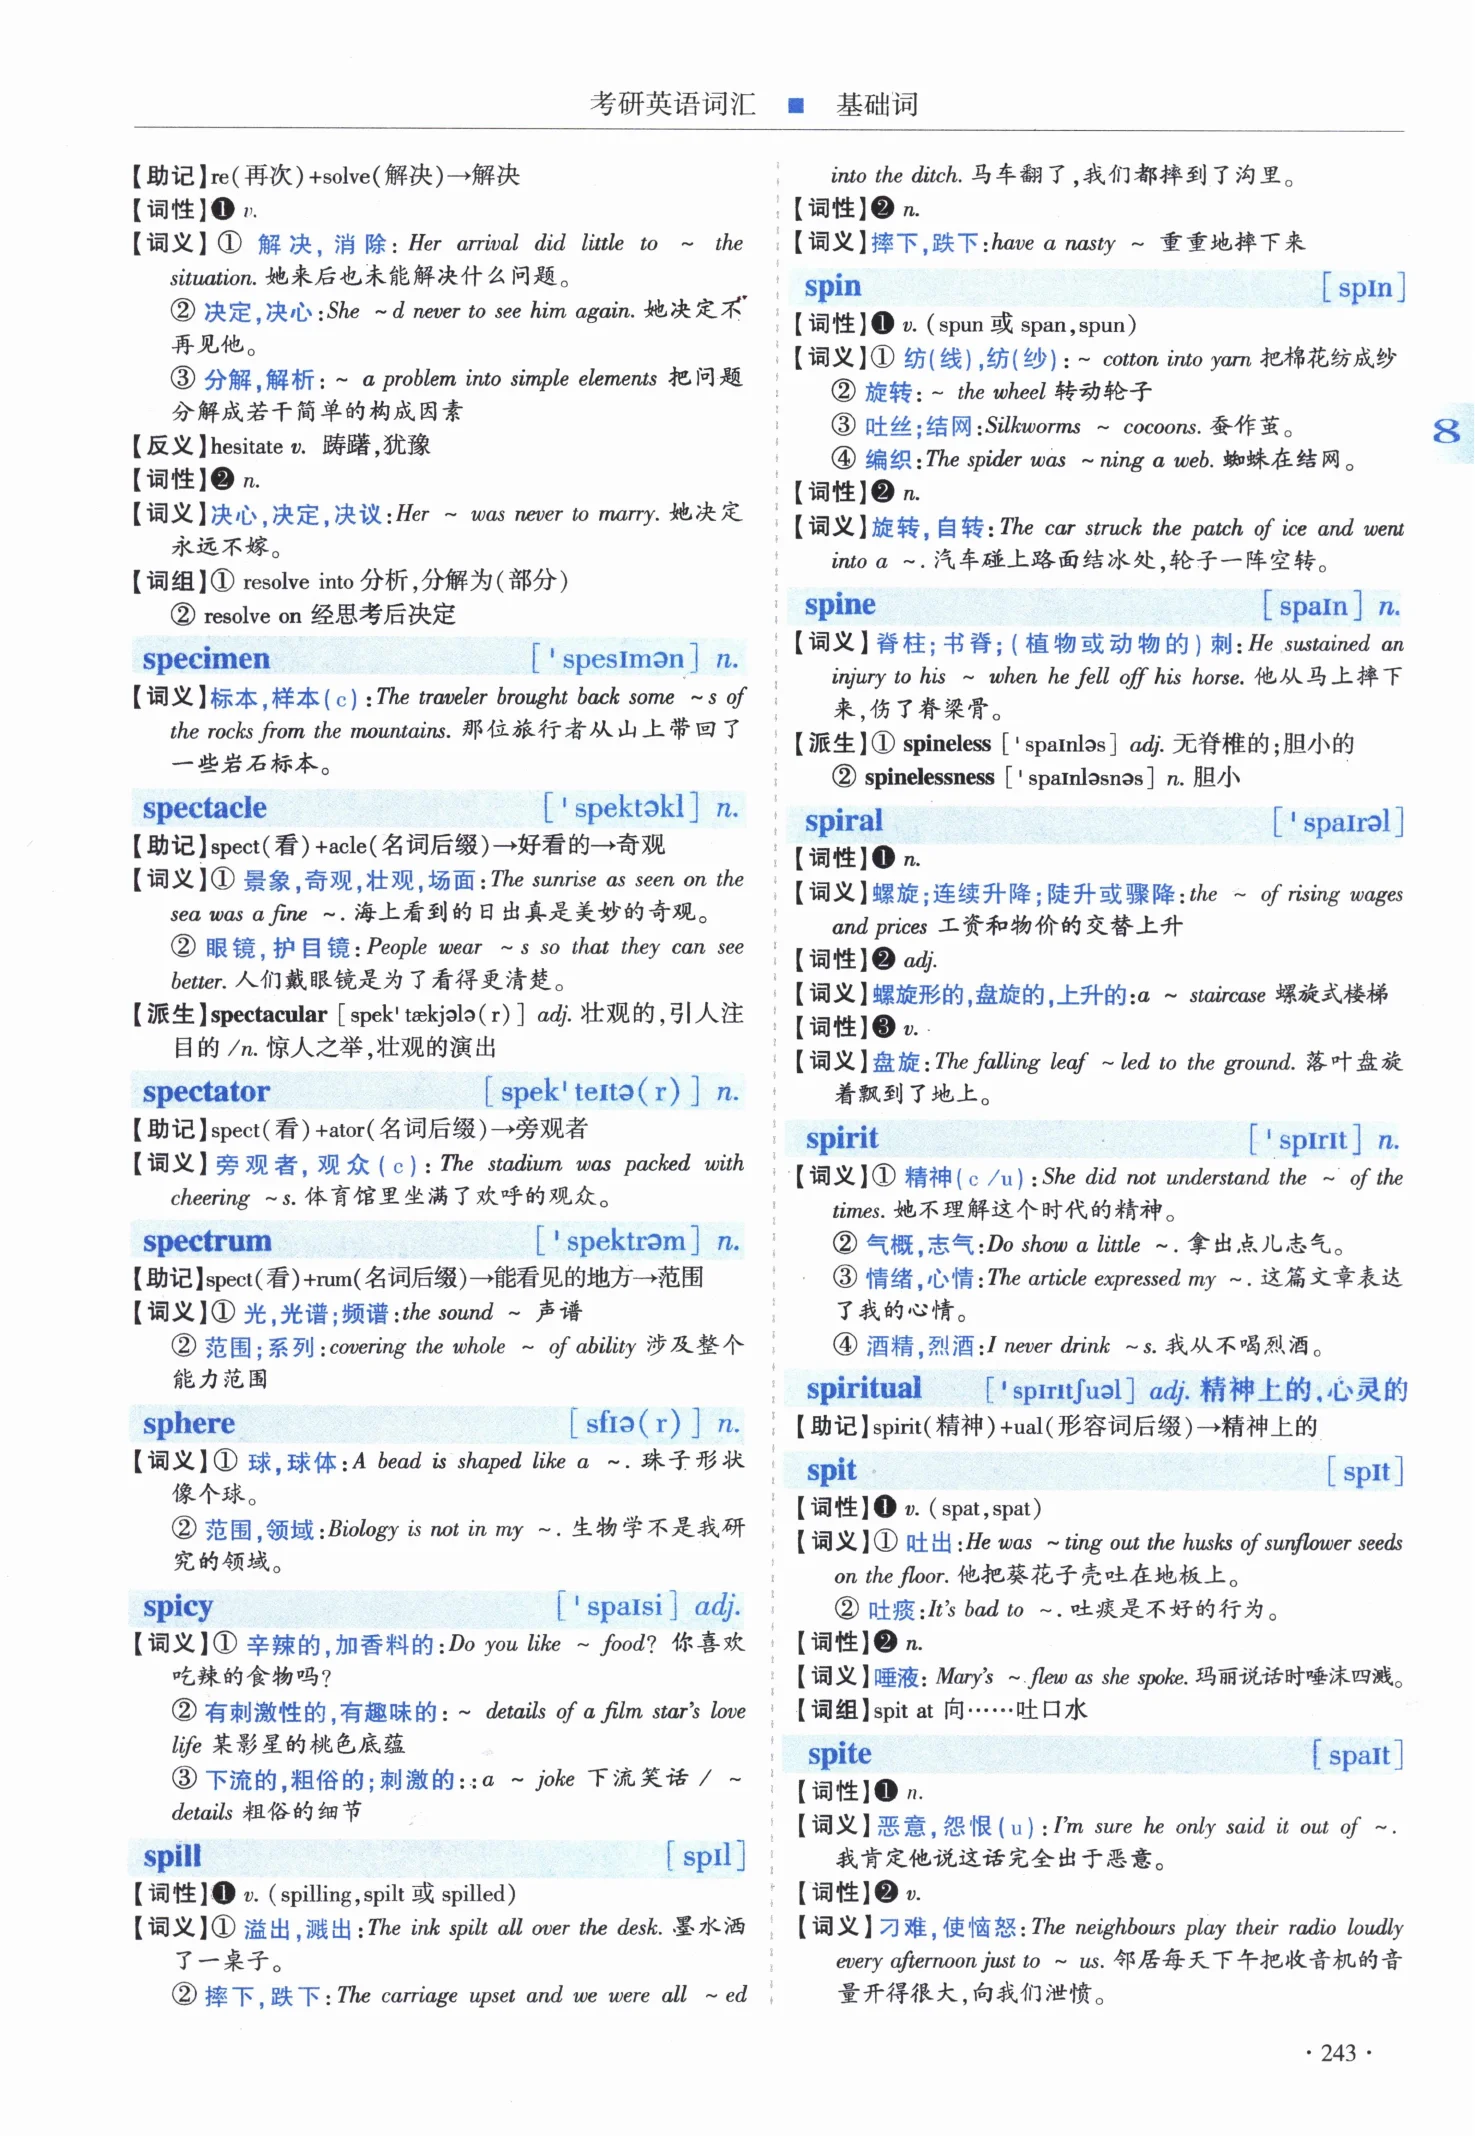 考研英语词汇 ■ 基础词
【助记】re(再次)+solve(解决)→解决
【词性】❶ v.
【词义】① 解决,消除: Her arrival did little to ~ the
situation. 她来后也未能解决什么问题。
② 决定,决心:She ~d never to see him again. 她决定不
再见他。
③ 分解,解析: ~ a problem into simple elements 把问题
分解成若干简单的构成因素
【反义】hesitate v. 踌躇,犹豫
【词性】❷ n.
【词义】决心,决定,决议:Her ~ was never to marry. 她决定
永远不嫁。
【词组】① resolve into 分析,分解为(部分)
② resolve on 经思考后决定
specimen [ˈspesɪmən] n.
【词义】标本,样本(c):The traveler brought back some ~s of
the rocks from the mountains. 那位旅行者从山上带回了
一些岩石标本。
spectacle [ˈspektəkl] n.
【助记】spect(看)+acle(名词后缀)→好看的→奇观
【词义】① 景象,奇观,壮观,场面:The sunrise as seen on the
sea was a fine ~. 海上看到的日出真是美妙的奇观。
② 眼镜,护目镜:People wear ~s so that they can see
better. 人们戴眼镜是为了看得更清楚。
【派生】spectacular [spekˈtækjələ(r)] adj. 壮观的,引人注
目的 /n. 惊人之举,壮观的演出
spectator [spekˈteɪtə(r)] n.
【助记】spect(看)+ator(名词后缀)→旁观者
【词义】旁观者,观众(c): The stadium was packed with
cheering ~s. 体育馆里坐满了欢呼的观众。
spectrum [ˈspektrəm] n.
【助记】spect(看)+rum(名词后缀)→能看见的地方→范围
【词义】① 光,光谱;频谱:the sound ~ 声谱
② 范围;系列:covering the whole ~ of ability 涉及整个
能力范围
sphere [sfɪə(r)] n.
【词义】① 球,球体:A bead is shaped like a ~. 珠子形状
像个球。
② 范围,领域:Biology is not in my ~. 生物学不是我研
究的领域。
spicy [ˈspaɪsi] adj.
【词义】① 辛辣的,加香料的:Do you like ~ food? 你喜欢
吃辣的食物吗?
② 有刺激性的,有趣味的: ~ details of a film star's love
life 某影星的桃色底蕴
③ 下流的,粗俗的;刺激的::a ~ joke 下流笑话 / ~
details 粗俗的细节
spill [spɪl]
【词性】❶ v. (spilling,spilt 或 spilled)
【词义】① 溢出,溅出:The ink spilt all over the desk. 墨水洒
了一桌子。
② 摔下,跌下:The carriage upset and we were all ~ed
into the ditch. 马车翻了,我们都摔到了沟里。
【词性】❷ n.
【词义】摔下,跌下:have a nasty ~ 重重地摔下来
spin [spɪn]
【词性】❶ v. (spun 或 span,spun)
【词义】① 纺(线),纺(纱): ~ cotton into yarn 把棉花纺成纱
② 旋转: ~ the wheel 转动轮子
③ 吐丝;结网:Silkworms ~ cocoons. 蚕作茧。
④ 编织:The spider was ~ning a web. 蜘蛛在结网。
【词性】❷ n.
【词义】旋转,自转:The car struck the patch of ice and went
into a ~. 汽车碰上路面结冰处,轮子一阵空转。
spine [spaɪn] n.
【词义】脊柱;书脊;(植物或动物的)刺:He sustained an
injury to his ~ when he fell off his horse. 他从马上摔下
来,伤了脊梁骨。
【派生】① spineless [ˈspaɪnləs] adj. 无脊椎的;胆小的
② spinelessness [ˈspaɪnləsnəs] n. 胆小
spiral [ˈspaɪrəl]
【词性】❶ n.
【词义】螺旋;连续升降;陡升或骤降:the ~ of rising wages
and prices 工资和物价的交替上升
【词性】❷ adj.
【词义】螺旋形的,盘旋的,上升的:a ~ staircase 螺旋式楼梯
【词性】❸ v.
【词义】盘旋:The falling leaf ~led to the ground. 落叶盘旋
着飘到了地上。
spirit [ˈspɪrɪt] n.
【词义】① 精神(c/u):She did not understand the ~ of the
times. 她不理解这个时代的精神。
② 气概,志气:Do show a little ~. 拿出点儿志气。
③ 情绪,心情:The article expressed my ~. 这篇文章表达
了我的心情。
④ 酒精,烈酒:I never drink ~s. 我从不喝烈酒。
spiritual [ˈspɪrɪtʃuəl] adj. 精神上的,心灵的
【助记】spirit(精神)+ual(形容词后缀)→精神上的
spit [spɪt]
【词性】❶ v. (spat,spat)
【词义】① 吐出:He was ~ting out the husks of sunflower seeds
on the floor. 他把葵花子壳吐在地板上。
② 吐痰:It's bad to ~. 吐痰是不好的行为。
【词性】❷ n.
【词义】唾液: Mary's ~ flew as she spoke. 玛丽说话时唾沫四溅。
【词组】spit at 向……吐口水
spite [spaɪt]
【词性】❶ n.
【词义】恶意,怨恨(u):I'm sure he only said it out of ~.
我肯定他说这话完全出于恶意。
【词性】❷ v.
【词义】刁难,使恼怒:The neighbours play their radio loudly
every afternoon just to ~ us. 邻居每天下午把收音机的音
量开得很大,向我们泄愤。
8
· 243 ·